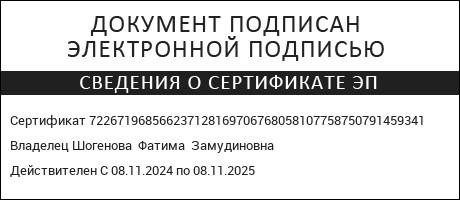 ДОКУМЕНТ ПОДПИСАН
ЭЛЕКТРОННОЙ ПОДПИСЬЮ
СВЕДЕНИЯ О СЕРТИФИКАТЕ ЭП
Сертификат 722671968566237128169706768058107758750791459341
Владелец Шогенова Фатима Замудиновна
Действителен С 08.11.2024 по 08.11.2025